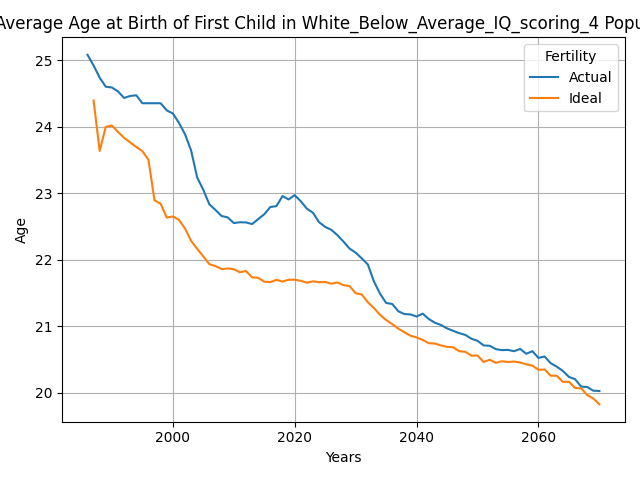 Average Age at Birth of First Child in White_Below_Average_IQ_scoring_4
Fertility
Actual
Ideal
25
24
23
22
21
20
Age
2000
2020
2040
2060
Years